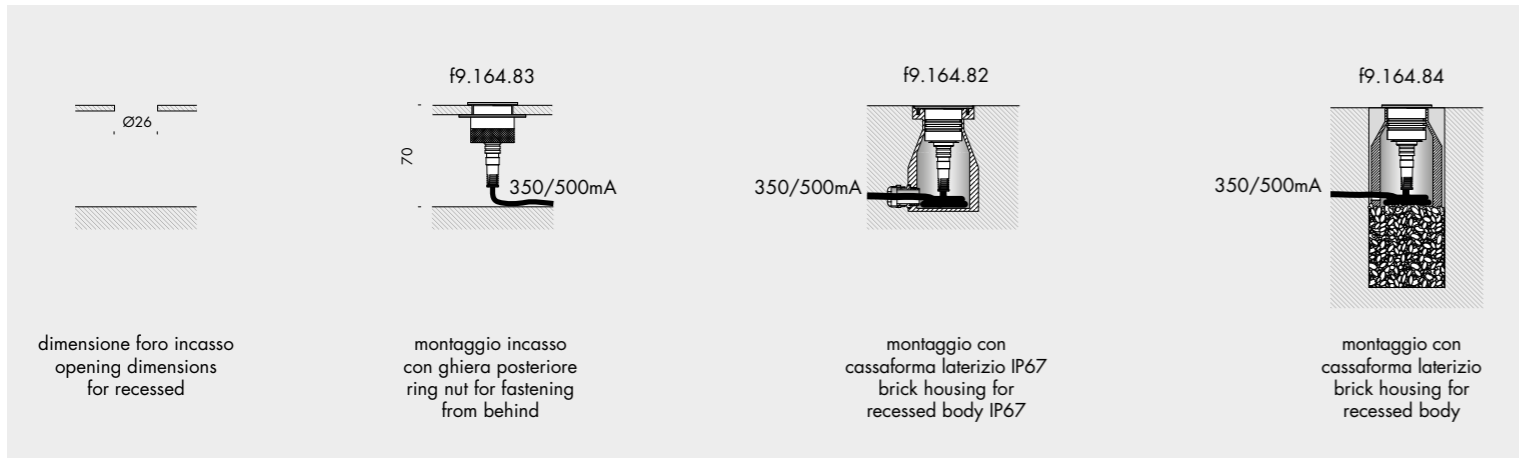 Ø26
dimensione foro incasso
opening dimensions
for recessed
f9.164.83
70
350/500mA
montaggio incasso
con ghiera posteriore
ring nut for fastening
from behind
f9.164.82
350/500mA
montaggio con
cassaforma laterizio IP67
brick housing for
recessed body IP67
f9.164.84
350/500mA
montaggio con
cassaforma laterizio
brick housing for
recessed body